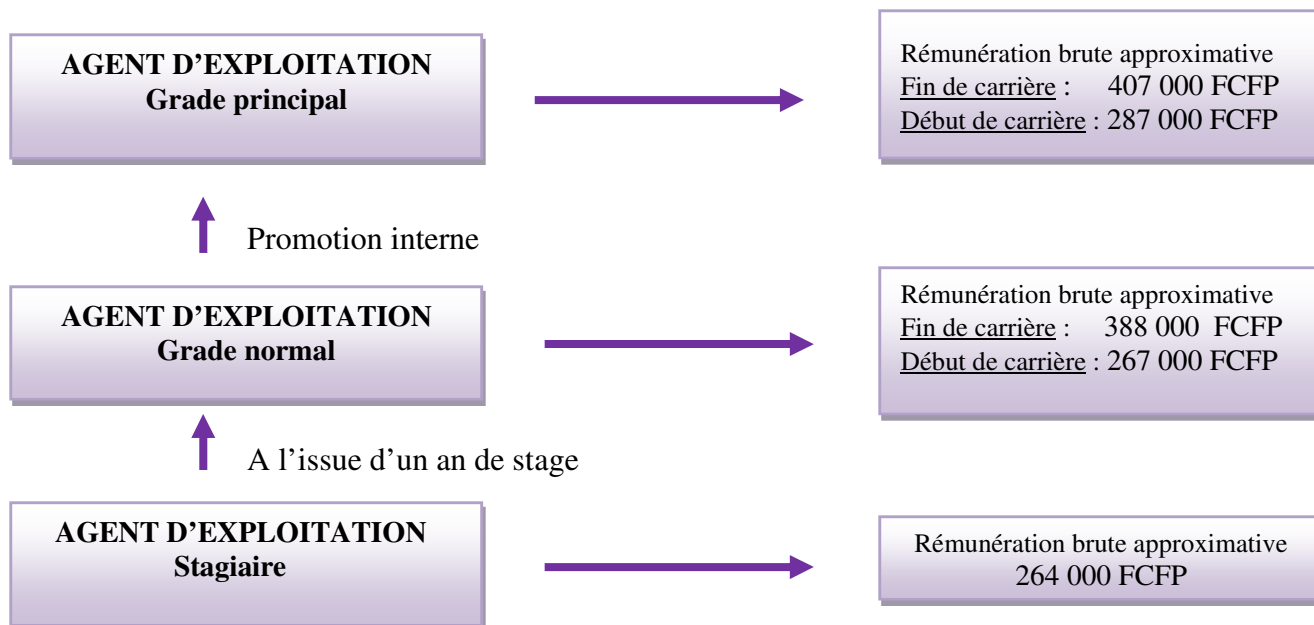 AGENT D’EXPLOITATION
Grade principal
Rémunération brute approximative
Fin de carrière : 407 000 FCFP
Début de carrière : 287 000 FCFP
Promotion interne
AGENT D’EXPLOITATION
Grade normal
Rémunération brute approximative
Fin de carrière : 388 000 FCFP
Début de carrière : 267 000 FCFP
A l’issue d’un an de stage
AGENT D’EXPLOITATION
Stagiaire
Rémunération brute approximative
264 000 FCFP